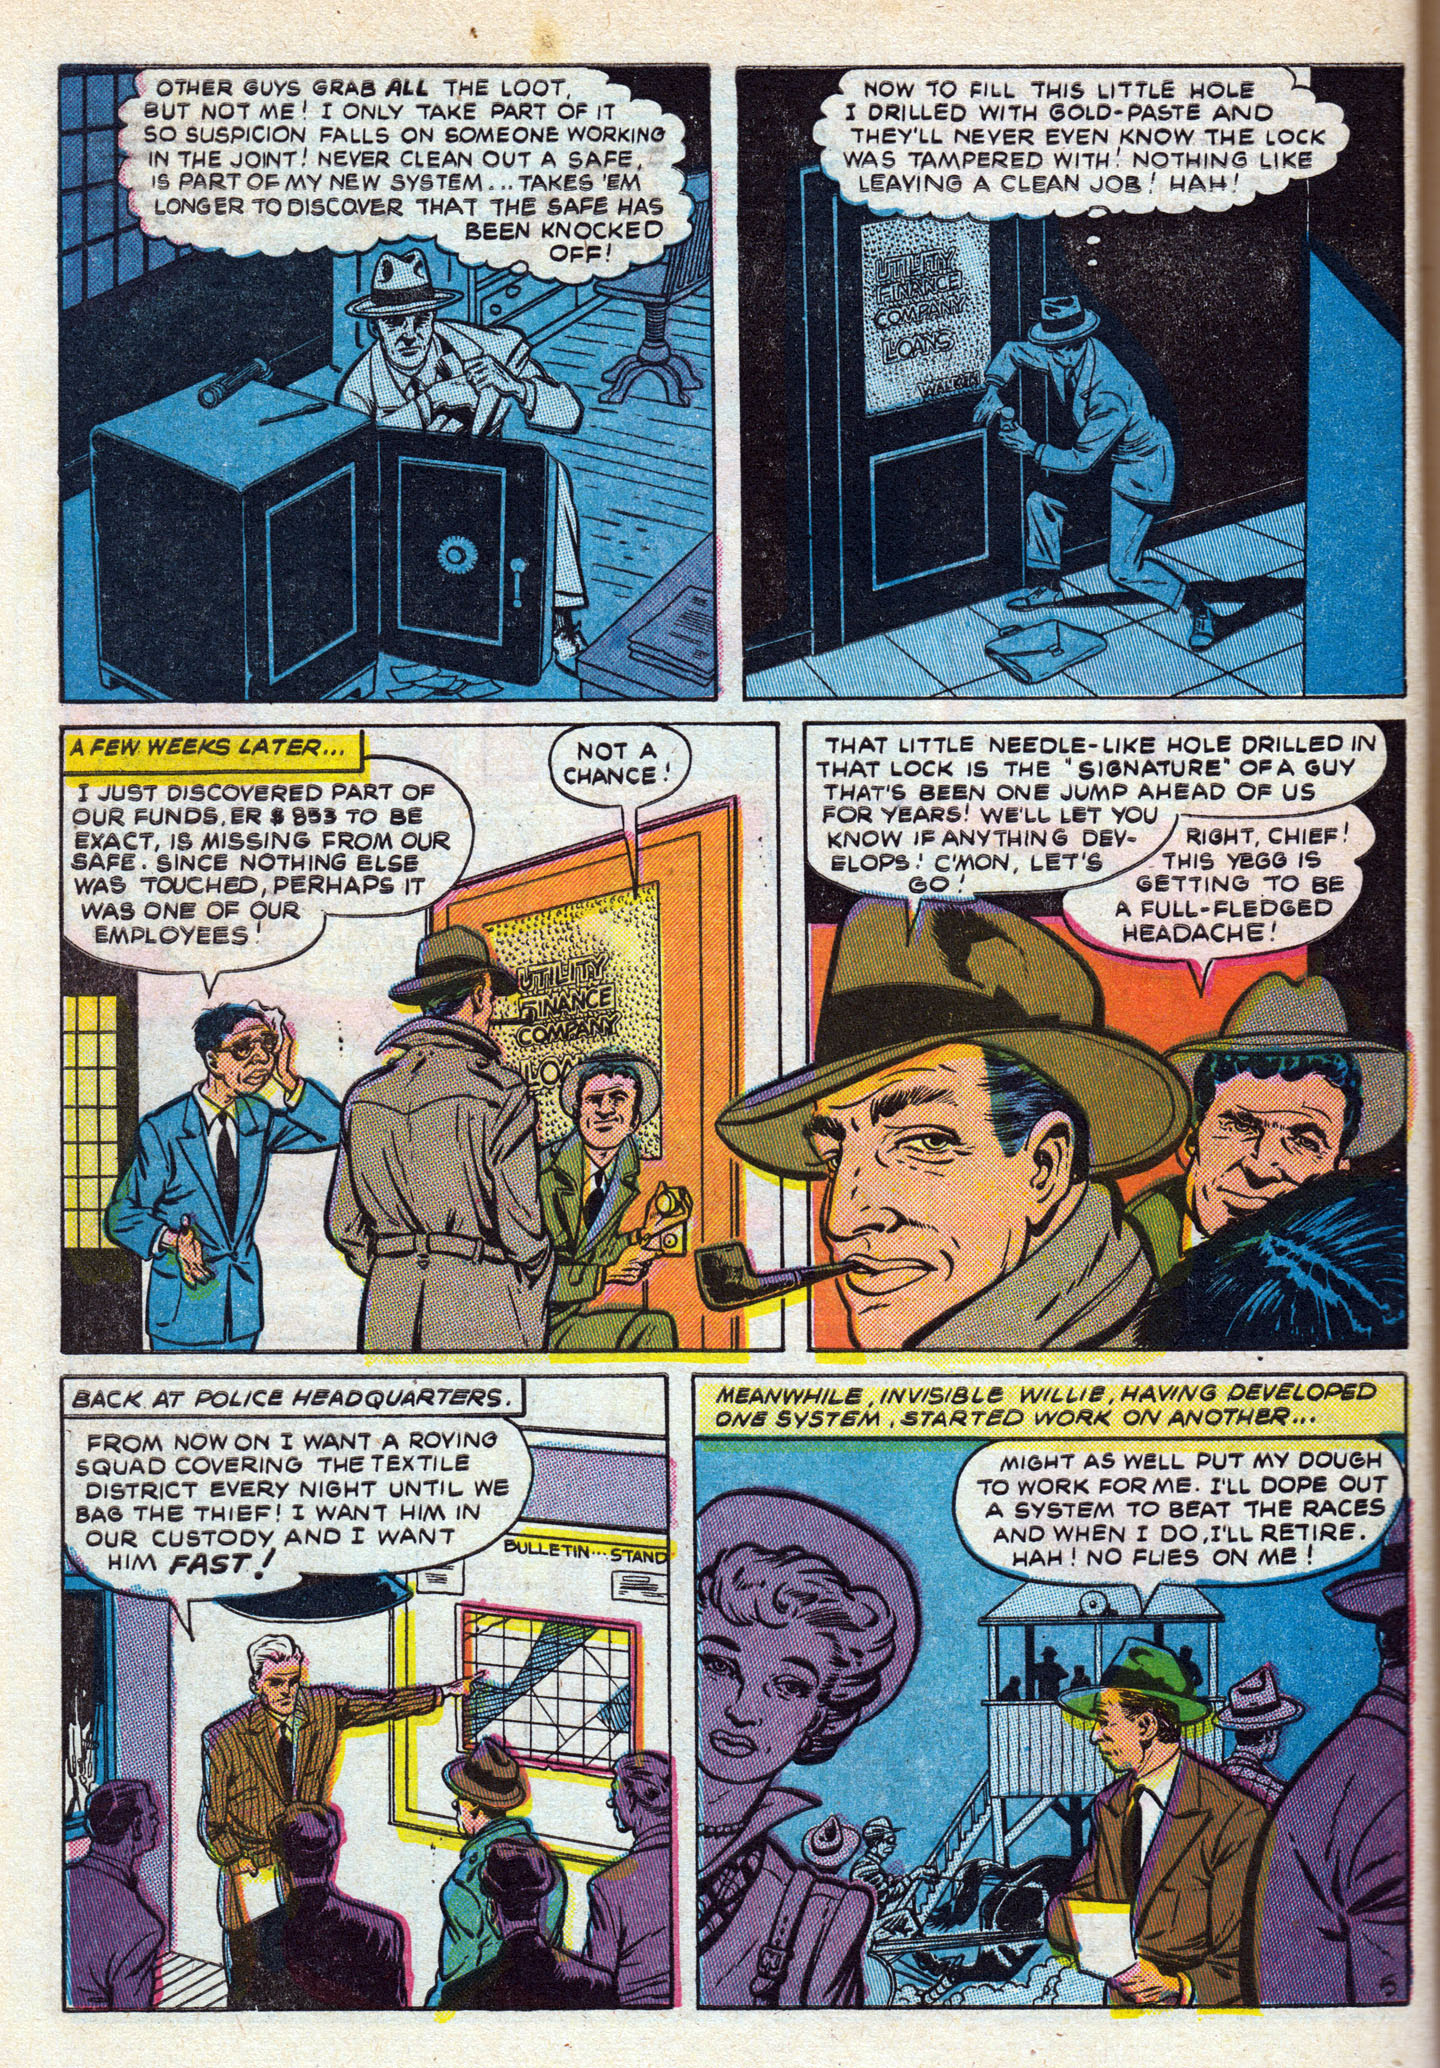 OTHER GUYS GRAB ALL THE LOOT,
BUT NOT ME! I ONLY TAKE PART OF IT
SO SUSPICION FALLS ON SOMEONE WORKING
IN THE JOINT! NEVER CLEAN OUT A SAFE,
IS PART OF MY NEW SYSTEM... TAKES 'EM
LONGER TO DISCOVER THAT THE SAFE HAS
BEEN KNOCKED
OFF!
NOW TO FILL THIS LITTLE HOLE
I DRILLED WITH GOLD-PASTE AND
THEY'LL NEVER EVEN KNOW THE LOCK
WAS TAMPERED WITH! NOTHING LIKE
LEAVING A CLEAN JOB! HAH!
UTILITY
FINANCE
COMPANY
LOANS
WALK IN
A FEW WEEKS LATER...
I JUST DISCOVERED PART OF
OUR FUNDS, ER $853 TO BE
EXACT, IS MISSING FROM OUR
SAFE. SINCE NOTHING ELSE
WAS TOUCHED, PERHAPS IT
WAS ONE OF OUR
EMPLOYEES!
NOT A
CHANCE!
UTILITY
FINANCE
COMPANY
LOA
THAT LITTLE NEEDLE-LIKE HOLE DRILLED IN
THAT LOCK IS THE "SIGNATURE" OF A GUY
THAT'S BEEN ONE JUMP AHEAD OF US
FOR YEARS! WE'LL LET YOU
KNOW IF ANYTHING DEV-
ELOPS! C'MON, LET'S
GO!
RIGHT, CHIEF!
THIS YEGG IS
GETTING TO BE
A FULL-FLEDGED
HEADACHE!
BACK AT POLICE HEADQUARTERS.
FROM NOW ON I WANT A ROVING
SQUAD COVERING THE TEXTILE
DISTRICT EVERY NIGHT UNTIL WE
BAG THE THIEF! I WANT HIM IN
OUR CUSTODY AND I WANT
HIM FAST!
BULLETIN...STAND
MEANWHILE, INVISIBLE WILLIE, HAVING DEVELOPED
ONE SYSTEM, STARTED WORK ON ANOTHER...
MIGHT AS WELL PUT MY DOUGH
TO WORK FOR ME. I'LL DOPE OUT
A SYSTEM TO BEAT THE RACES
AND WHEN I DO, I'LL RETIRE.
HAH! NO FLIES ON ME!
5